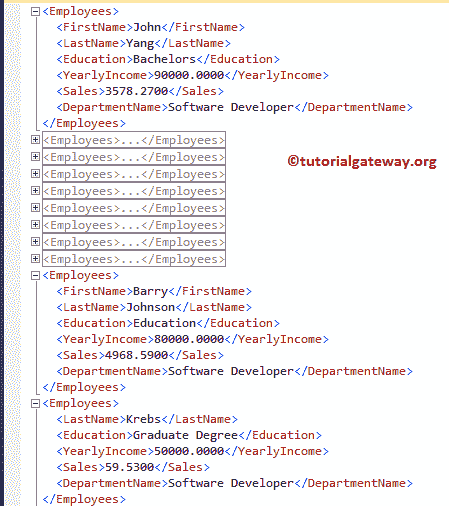 <Employees>
<FirstName>John</FirstName>
<LastName>Yang</LastName>
<Education>Bachelors</Education>
<YearlyIncome>90000.0000</YearlyIncome>
<Sales>3578.2700</Sales>
<DepartmentName>Software Developer</DepartmentName>
</Employees>
<Employees>...</Employees>
<Employees>...</Employees>
<Employees>...</Employees>
©tutorialgateway.org
<Employees>...</Employees>
<Employees>...</Employees>
<Employees>...</Employees>
<Employees>...</Employees>
<Employees>...</Employees>
<Employees>
<FirstName>Barry</FirstName>
<LastName>Johnson</LastName>
<Education>Education</Education>
<YearlyIncome>80000.0000</YearlyIncome>
<Sales>4968.5900</Sales>
<DepartmentName>Software Developer</DepartmentName>
</Employees>
<Employees>
<LastName>Krebs</LastName>
<Education>Graduate Degree</Education>
<YearlyIncome>50000.0000</YearlyIncome>
<Sales>59.5300</Sales>
<DepartmentName>Software Developer</DepartmentName>
</Employees>